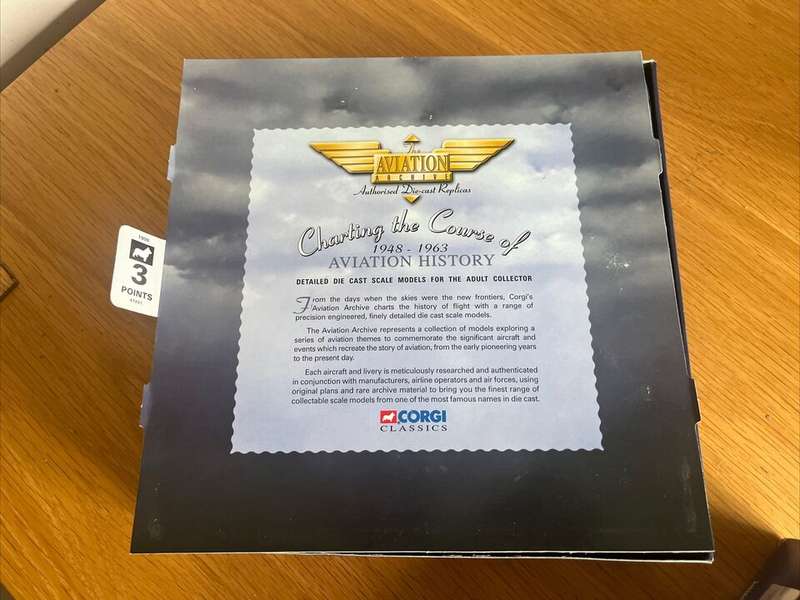 The
AVIATION
ARCHIVE
Authorised Die-cast Replicas
Charting the Course of
1948 - 1963
AVIATION HISTORY
DETAILED DIE CAST SCALE MODELS FOR THE ADULT COLLECTOR
From the days when the skies were the new frontiers, Corgi's
Aviation Archive charts the history of flight with a range of
precision engineered, finely detailed die cast scale models.
The Aviation Archive represents a collection of models exploring a
series of aviation themes to commemorate the significant aircraft and
events which recreate the story of aviation, from the early pioneering years
to the present day.
Each aircraft and livery is meticulously researched and authenticated
in conjunction with manufacturers, airline operators and air forces, using
original plans and rare archive material to bring you the finest range of
collectable scale models from one of the most famous names in die cast.
CORGI
CLASSICS
3
POINTS